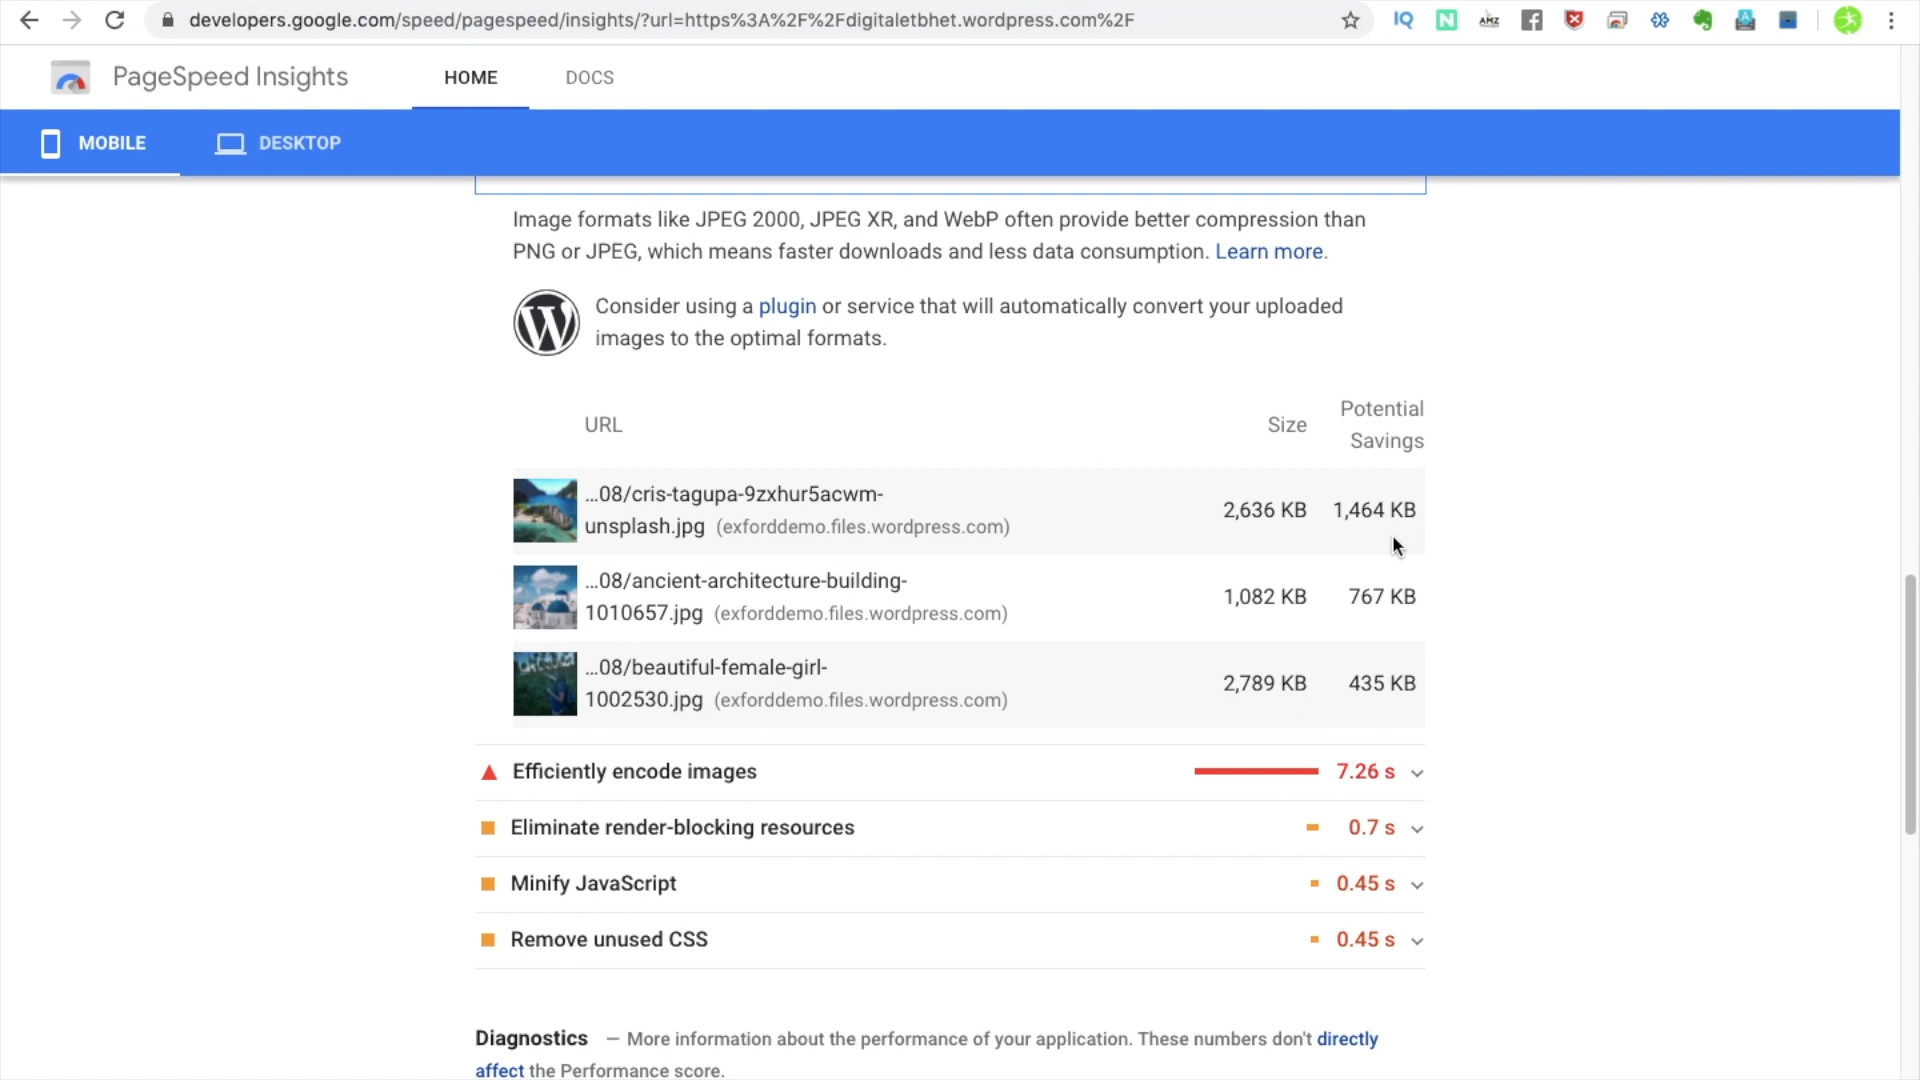 developers.google.com/speed/pagespeed/insights/?url=https%3A%2F%2Fdigitaletbhet.wordpress.com%2F
PageSpeed Insights
HOME
DOCS
MOBILE
DESKTOP
Image formats like JPEG 2000, JPEG XR, and WebP often provide better compression than
PNG or JPEG, which means faster downloads and less data consumption. Learn more.
Consider using a plugin or service that will automatically convert your uploaded
images to the optimal formats.
URL
Size
Potential
Savings
…08/cris-tagupa-9zxhur5acwm-
unsplash.jpg (exforddemo.files.wordpress.com)
2,636 KB
1,464 KB
…08/ancient-architecture-building-
1010657.jpg (exforddemo.files.wordpress.com)
1,082 KB
767 KB
…08/beautiful-female-girl-
1002530.jpg (exforddemo.files.wordpress.com)
2,789 KB
435 KB
Efficiently encode images
7.26 s
Eliminate render-blocking resources
0.7 s
Minify JavaScript
0.45 s
Remove unused CSS
0.45 s
Diagnostics — More information about the performance of your application. These numbers don't directly
affect the Performance score.